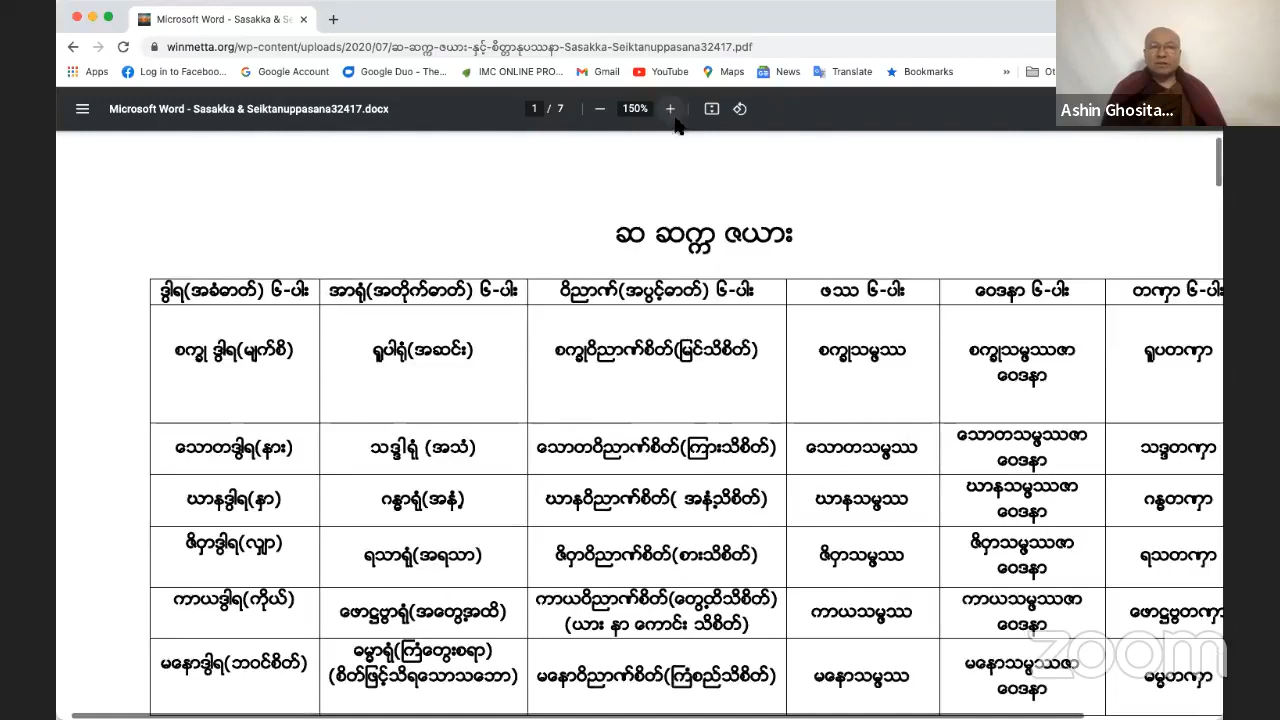 Microsoft Word - Sasakka & Se
winmetta.org/wp-content/uploads/2020/07/ဆ-ဆက္က-ဇယား-နှင့်-စိတ္တာနုပဿနာ-Sasakka-Seiktanuppasana32417.pdf
Apps Log in to Faceboo... Google Account Google Duo - The... IMC ONLINE PRO... Gmail YouTube Maps News Translate Bookmarks » Ot
Microsoft Word - Sasakka & Seiktanuppasana32417.docx 1 / 7 150%
Ashin Ghosita...
ဆ ဆက္က ဇယား
ဒွါရ(အခံဓာတ်) ၆-ပါး အာရုံ(အတိုက်ဓာတ်) ၆-ပါး ဝိညာဏ်(အပွင့်ဓာတ်) ၆-ပါး ဖဿ ၆-ပါး ဝေဒနာ ၆-ပါး တဏှာ ၆-ပါး
စက္ခု ဒွါရ(မျက်စိ) ရူပါရုံ(အဆင်း) စက္ခုဝိညာဏ်စိတ်(မြင်သိစိတ်) စက္ခုသမ္ဖဿ စက္ခုသမ္ဖဿဇာ ရူပတဏှာ
ဝေဒနာ
သောတဒွါရ(နား) သဒ္ဒါရုံ (အသံ) သောတဝိညာဏ်စိတ်(ကြားသိစိတ်) သောတသမ္ဖဿ သောတသမ္ဖဿဇာ သဒ္ဒတဏှာ
ဝေဒနာ
ဃာနဒွါရ(နှာ) ဂန္ဓာရုံ(အနံ့) ဃာနဝိညာဏ်စိတ်( အနံ့သိစိတ်) ဃာနသမ္ဖဿ ဃာနသမ္ဖဿဇာ ဂန္ဓတဏှာ
ဝေဒနာ
ဇိဝှာဒွါရ(လျှာ) ရသာရုံ(အရသာ) ဇိဝှာဝိညာဏ်စိတ်(စားသိစိတ်) ဇိဝှာသမ္ဖဿ ဇိဝှာသမ္ဖဿဇာ ရသတဏှာ
ဝေဒနာ
ကာယဒွါရ(ကိုယ်) ဖောဋ္ဌဗ္ဗာရုံ(အတွေ့အထိ) ကာယဝိညာဏ်စိတ်(တွေ့ထိသိစိတ်) ကာယသမ္ဖဿ ကာယသမ္ဖဿဇာ ဖောဋ္ဌဗ္ဗတဏှာ
(ယား နာ ကောင်း သိစိတ်) ဝေဒနာ
မနောဒွါရ(ဘဝင်စိတ်) ဓမ္မာရုံ(ကြံတွေးစရာ) မနောဝိညာဏ်စိတ်(ကြံစည်သိစိတ်) မနောသမ္ဖဿ မနောသမ္ဖဿဇာ ဓမ္မတဏှာ
(စိတ်ဖြင့်သိရသောသဘော) ဝေဒနာ
zoom